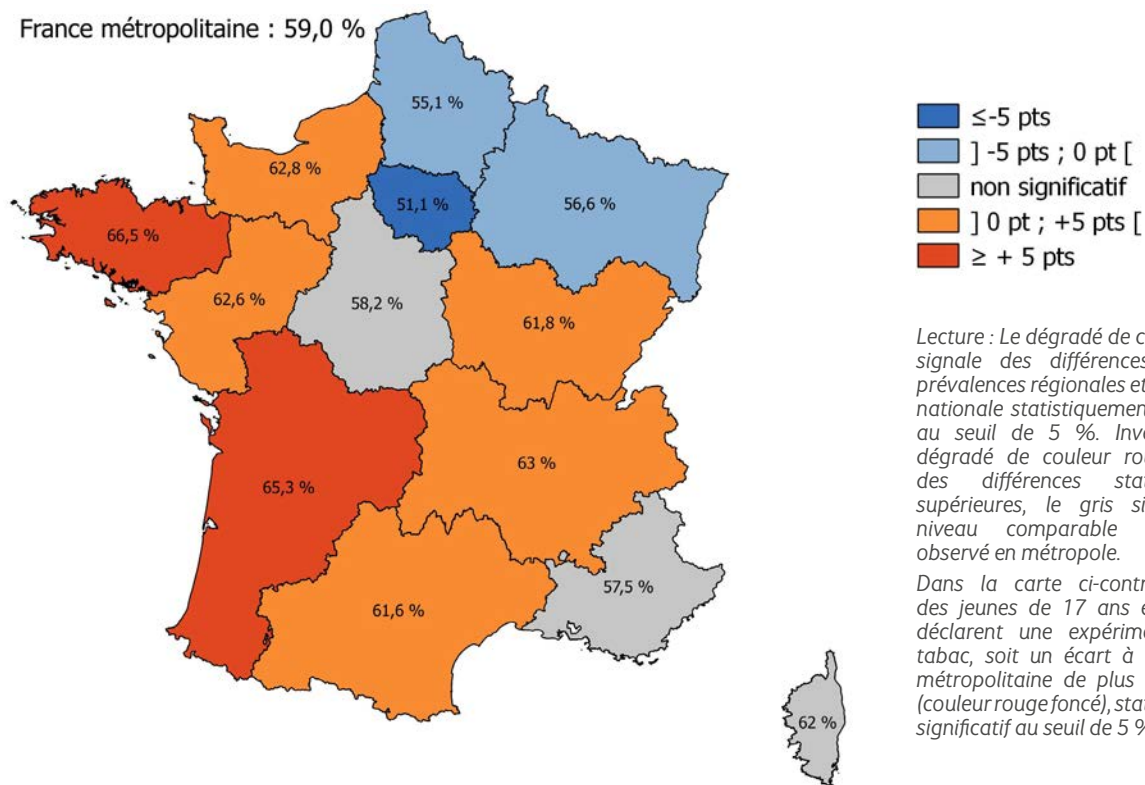 France métropolitaine : 59,0 %
55,1 %
62,8 %
51,1 %
56,6 %
66,5 %
62,6 %
58,2 %
61,8 %
65,3 %
63 %
61,6 %
57,5 %
62 %
≤-5 pts
] -5 pts ; 0 pt [
non significatif
] 0 pt ; +5 pts [
≥ + 5 pts
Lecture : Le dégradé de c
signale des différences
prévalences régionales et
nationale statistiquemen
au seuil de 5 %. Inve
dégradé de couleur rou
des différences stat
supérieures, le gris si
niveau comparable
observé en métropole.
Dans la carte ci-contr
des jeunes de 17 ans e
déclarent une expérime
tabac, soit un écart à
métropolitaine de plus
(couleur rouge foncé), stat
significatif au seuil de 5 %